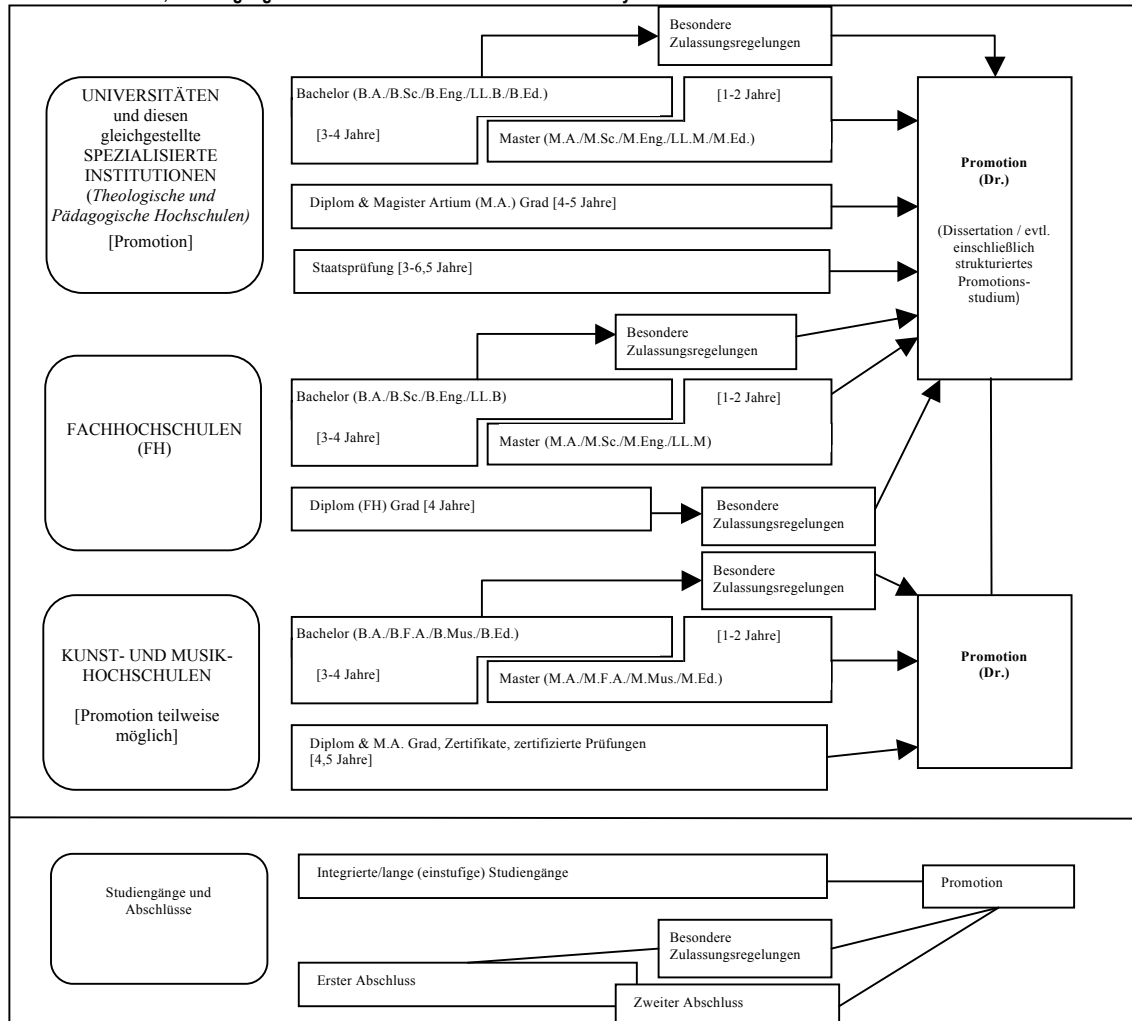 Besondere
Zulassungsregelungen
UNIVERSITÄTEN
und diesen
gleichgestellte
SPEZIALISIERTE
INSTITUTIONEN
(Theologische und
Pädagogische Hochschulen)
[Promotion]
Bachelor (B.A./B.Sc./B.Eng./LL.B./B.Ed.)
[3-4 Jahre]
[1-2 Jahre]
Master (M.A./M.Sc./M.Eng./LL.M./M.Ed.)
Diplom & Magister Artium (M.A.) Grad [4-5 Jahre]
Staatsprüfung [3-6,5 Jahre]
Promotion
(Dr.)
(Dissertation / evtl.
einschließlich
strukturiertes
Promotions-
studium)
Besondere
Zulassungsregelungen
FACHHOCHSCHULEN
(FH)
Bachelor (B.A./B.Sc./B.Eng./LL.B)
[3-4 Jahre]
[1-2 Jahre]
Master (M.A./M.Sc./M.Eng./LL.M)
Diplom (FH) Grad [4 Jahre]
Besondere
Zulassungsregelungen
Besondere
Zulassungsregelungen
KUNST- UND MUSIK-
HOCHSCHULEN
[Promotion teilweise
möglich]
Bachelor (B.A./B.F.A./B.Mus./B.Ed.)
[3-4 Jahre]
[1-2 Jahre]
Master (M.A./M.F.A./M.Mus./M.Ed.)
Diplom & M.A. Grad, Zertifikate, zertifizierte Prüfungen
[4,5 Jahre]
Promotion
(Dr.)
Studiengänge und
Abschlüsse
Integrierte/lange (einstufige) Studiengänge
Promotion
Besondere
Zulassungsregelungen
Erster Abschluss
Zweiter Abschluss